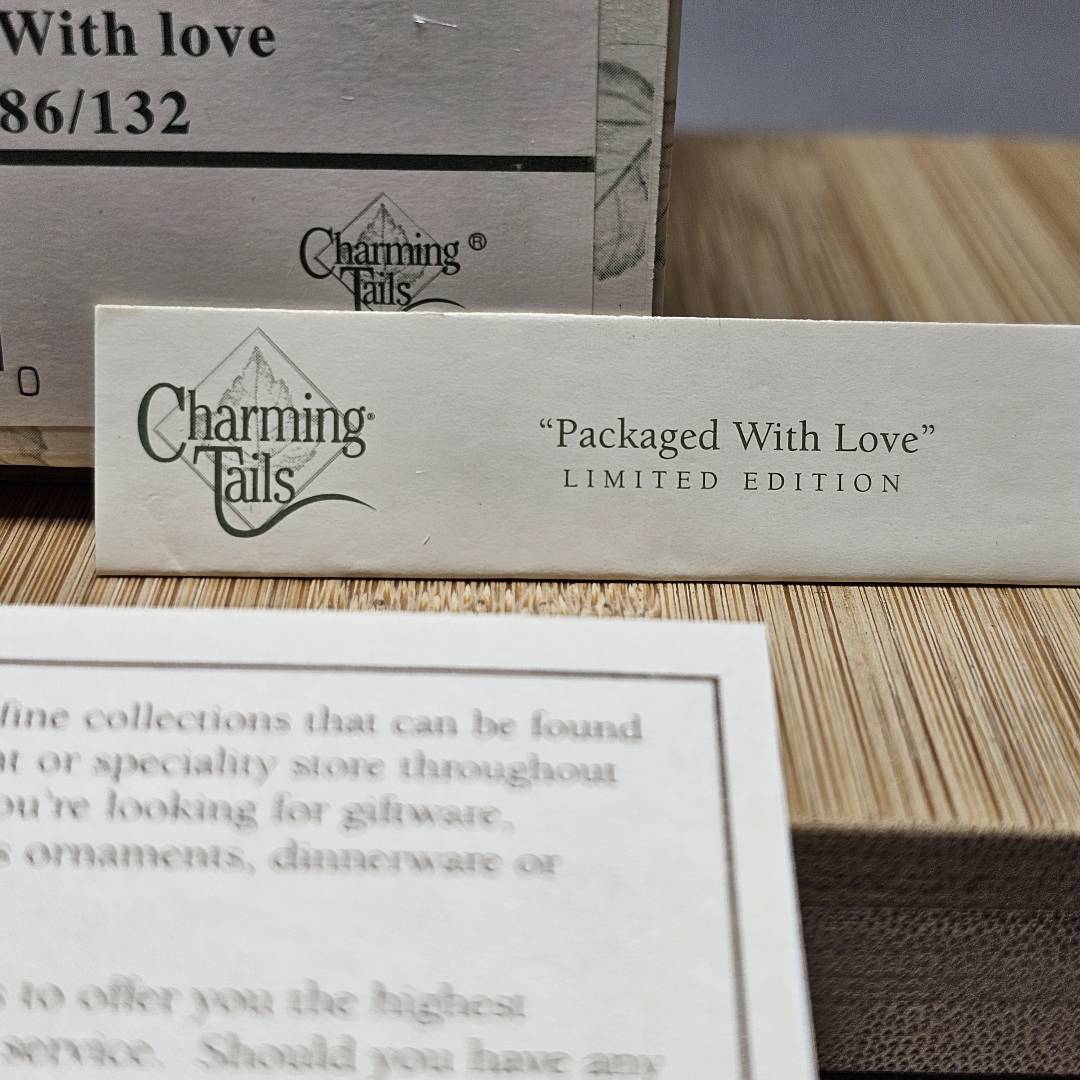 With love
86/132
Charming ®
Tails
0
Charming®
Tails
“Packaged With Love”
LIMITED EDITION
fine collections that can be found
or speciality store throughout
you're looking for giftware,
ornaments, dinnerware or
to offer you the highest
service. Should you have any